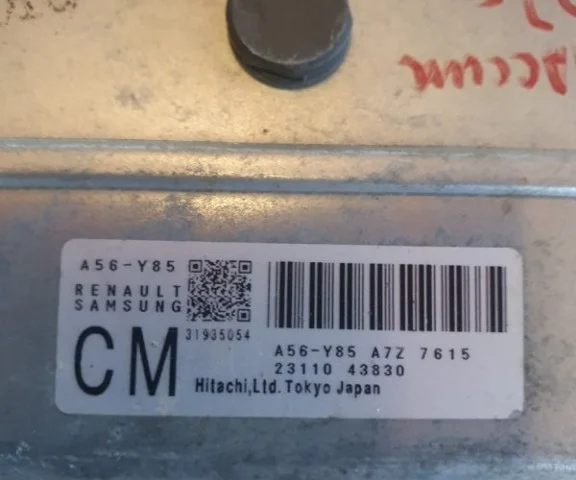 A56-Y85
RENAULT
SAMSUNG
31935054
CM
A56-Y85 A7Z 7615
23110 43830
Hitachi,Ltd.Tokyo Japan